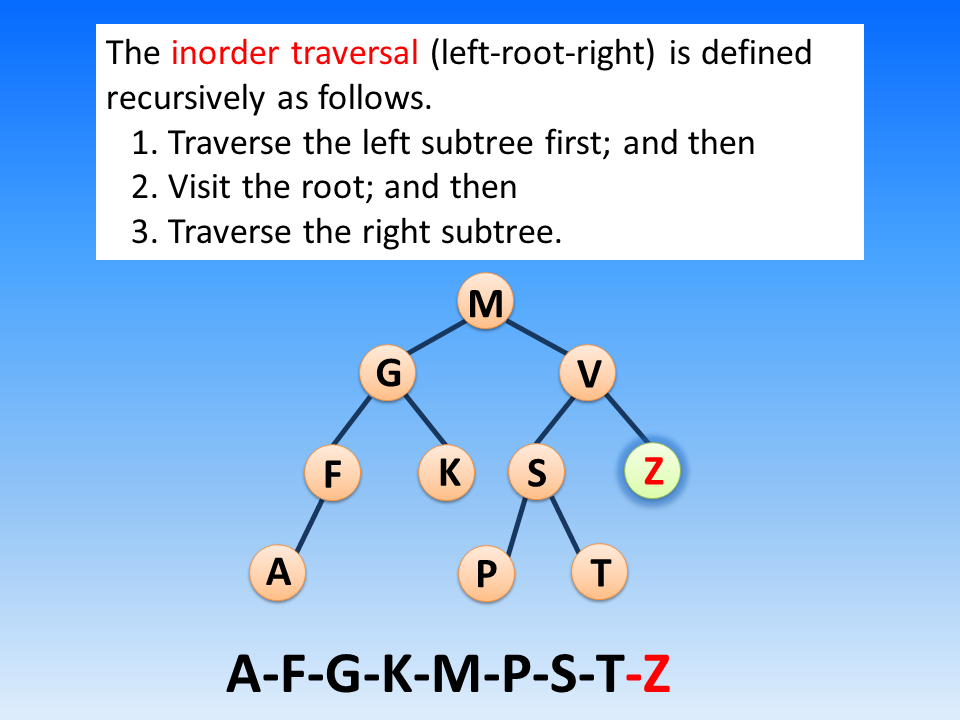 The inorder traversal (left-root-right) is defined
recursively as follows.
1. Traverse the left subtree first; and then
2. Visit the root; and then
3. Traverse the right subtree.
M
G V
F K S Z
A P T
A-F-G-K-M-P-S-T-Z